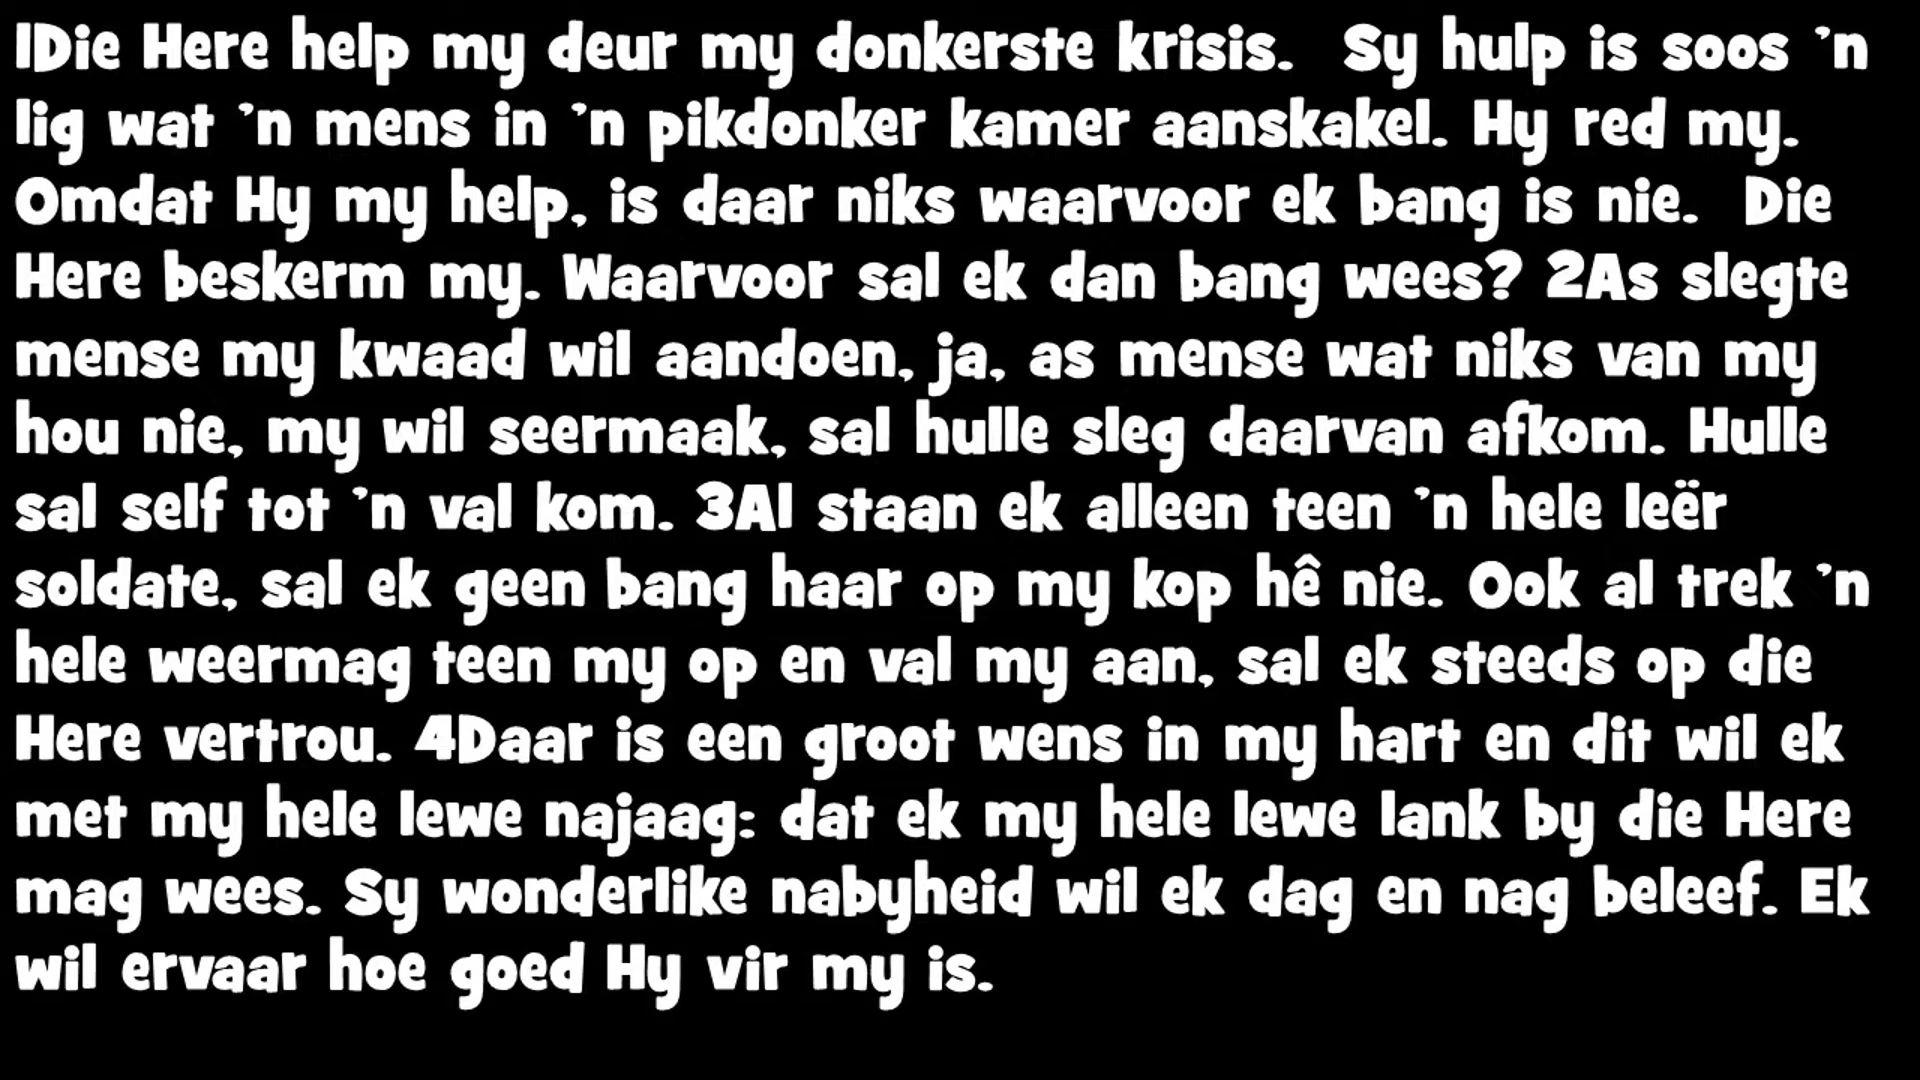 1Die Here help my deur my donkerste krisis.  Sy hulp is soos ’n
lig wat ’n mens in ’n pikdonker kamer aanskakel. Hy red my.
Omdat Hy my help, is daar niks waarvoor ek bang is nie.  Die
Here beskerm my. Waarvoor sal ek dan bang wees? 2As slegte
mense my kwaad wil aandoen, ja, as mense wat niks van my
hou nie, my wil seermaak, sal hulle sleg daarvan afkom. Hulle
sal self tot ’n val kom. 3Al staan ek alleen teen ’n hele leër
soldate, sal ek geen bang haar op my kop hê nie. Ook al trek ’n
hele weermag teen my op en val my aan, sal ek steeds op die
Here vertrou. 4Daar is een groot wens in my hart en dit wil ek
met my hele lewe najaag: dat ek my hele lewe lank by die Here
mag wees. Sy wonderlike nabyheid wil ek dag en nag beleef. Ek
wil ervaar hoe goed Hy vir my is.